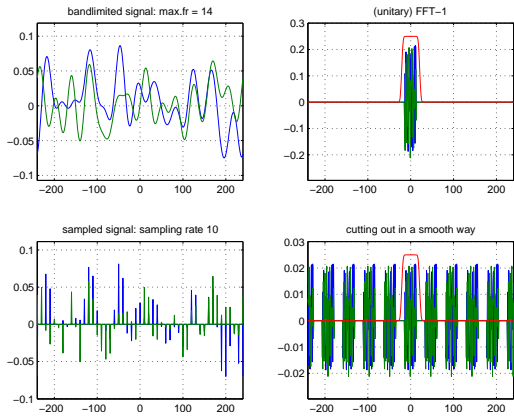 bandlimited signal: max.fr = 14
0.1
0.05
0
−0.05
−0.1
−200 −100 0 100 200
(unitary) FFT−1
0.3
0.2
0.1
0
−0.1
−0.2
−200 −100 0 100 200
sampled signal: sampling rate 10
0.1
0.05
0
−0.05
−0.1
−200 −100 0 100 200
cutting out in a smooth way
0.03
0.02
0.01
0
−0.01
−0.02
−200 −100 0 100 200